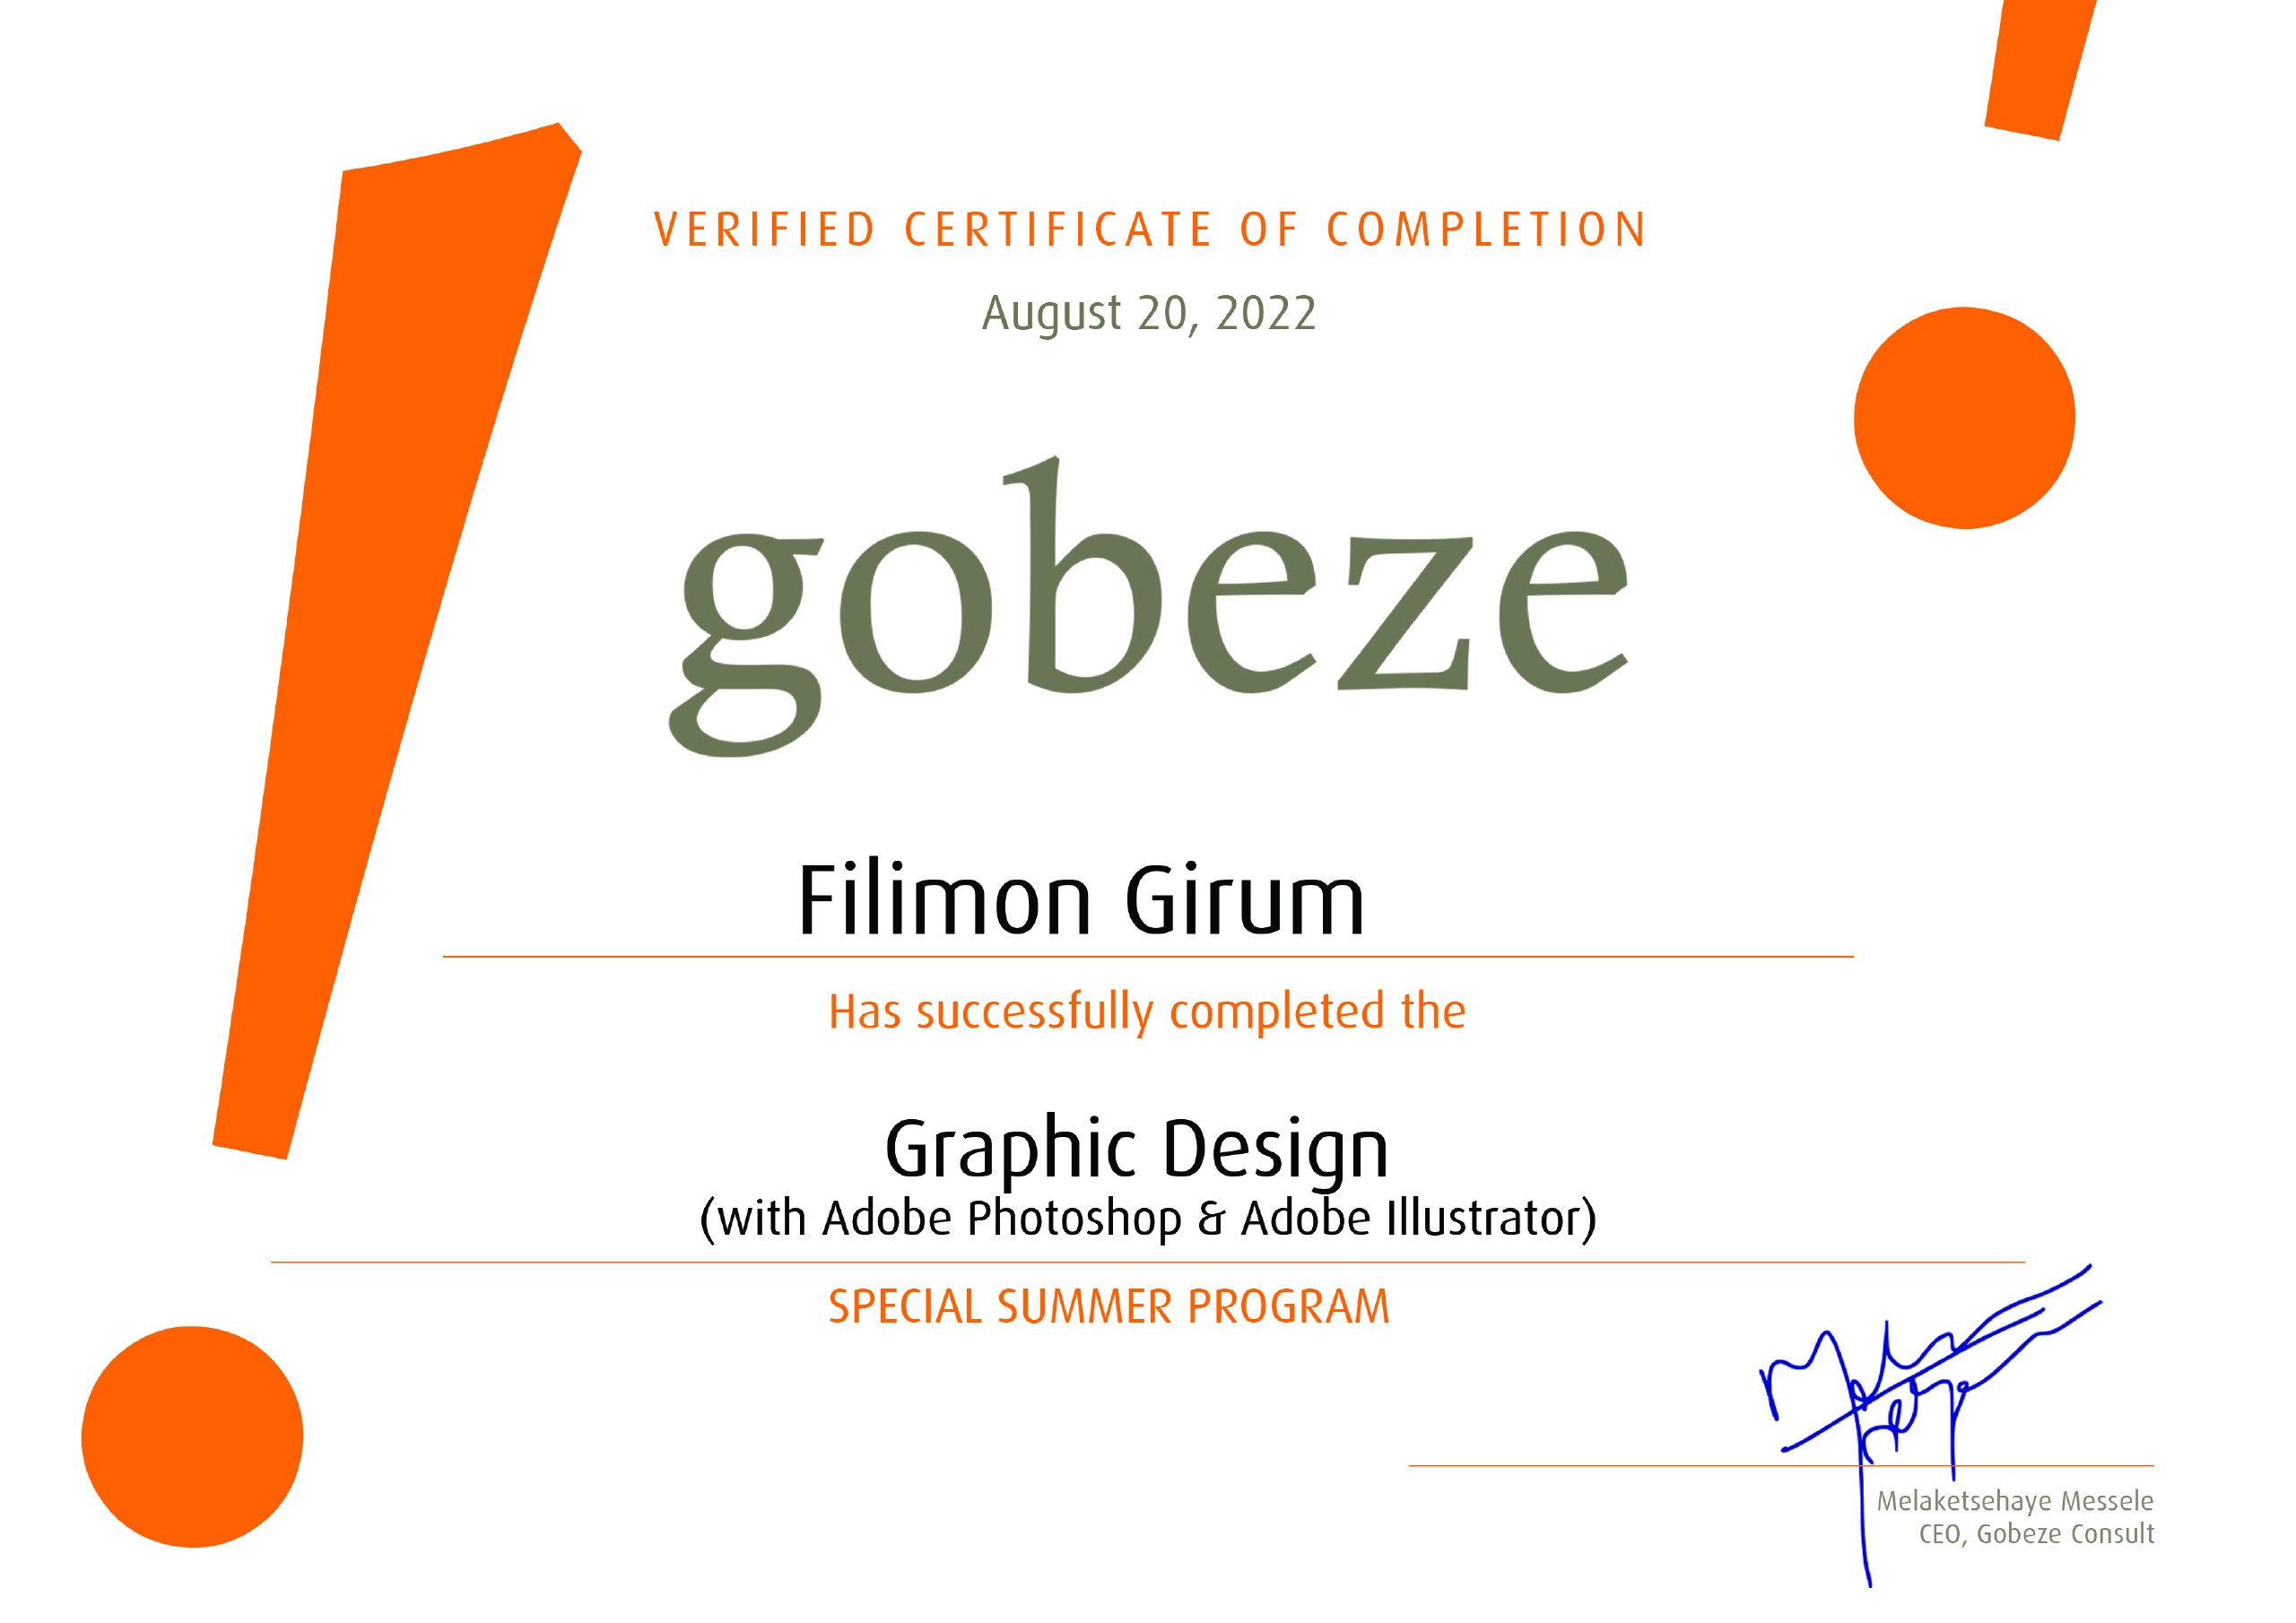 VERIFIED CERTIFICATE OF COMPLETION
August 20, 2022
gobeze
Filimon Girum
Has successfully completed the
Graphic Design
(with Adobe Photoshop & Adobe Illustrator)
SPECIAL SUMMER PROGRAM
Melaketsehaye Messele
CEO, Gobeze Consult